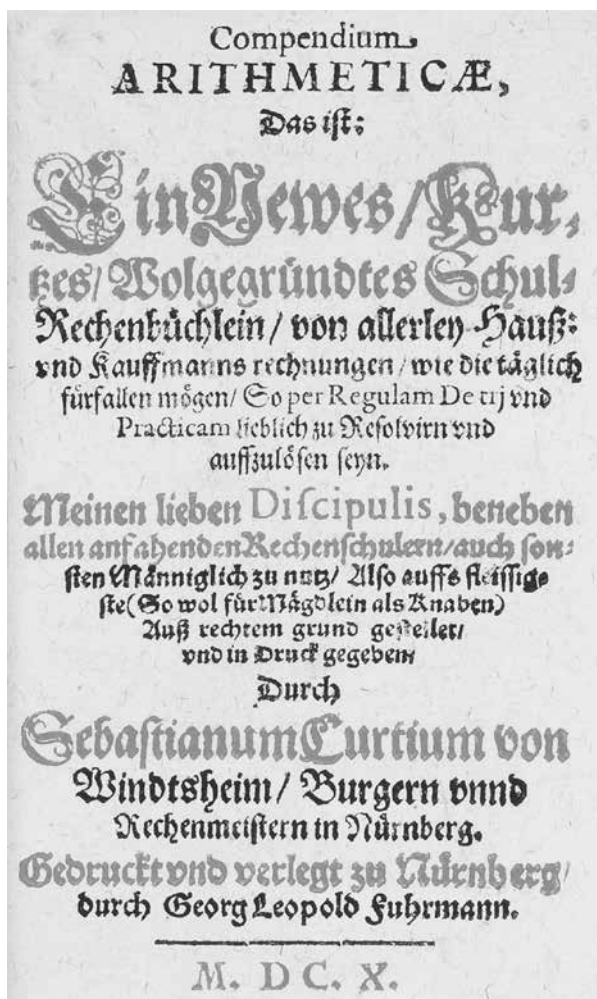 Compendium
ARITHMETICÆ,
Das ist:
Ein Newes/ Kur-
tzes/ Wolgegründtes Schul-
Rechenbüchlein/ von allerley Hauß-
vnd Kauffmanns rechnungen/ wie die täglich
fürfallen mögen/ So per Regulam De trj vnd
Practicam lieblich zu Resolvirn vnd
auffzulösen seyn.
Meinen lieben Discipulis, beneben
allen anfahenden Rechenschulern/ auch son-
sten Männiglich zu nutz/ Also auffs fleissig-
ste (So wol für Mägdlein als Knaben)
Auß rechtem grund gestellet/
vnd in Druck gegeben/
Durch
Sebastianum Curtium von
Windtsheim/ Burgern vnnd
Rechenmeistern in Nürnberg.
Gedruckt vnd verlegt zu Nürnberg/
durch Georg Leopold Fuhrmann.
M. D C. X.